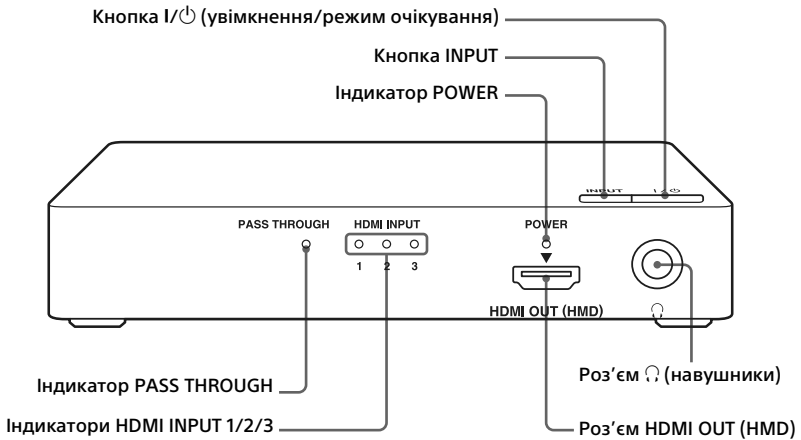 Кнопка I/⏻ (увімкнення/режим очікування)
Кнопка INPUT
Індикатор POWER
INPUT I / ⏻
PASS THROUGH HDMI INPUT POWER
1 2 3
HDMI OUT (HMD)
Індикатор PASS THROUGH
Роз’єм 🎧 (навушники)
Індикатори HDMI INPUT 1/2/3
Роз’єм HDMI OUT (HMD)